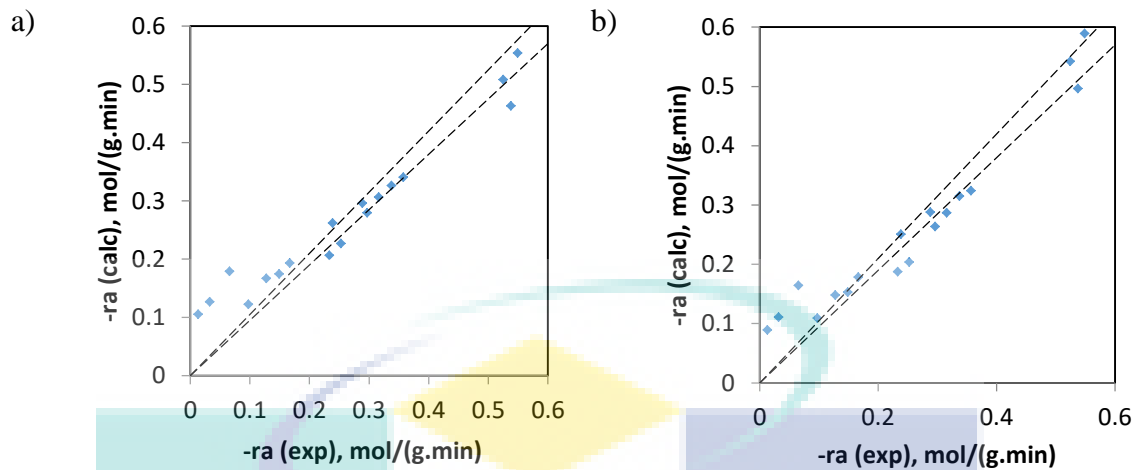 a)
0.6
0.5
0.4
0.3
0.2
0.1
0
-ra (calc), mol/(g.min)
0 0.1 0.2 0.3 0.4 0.5 0.6
-ra (exp), mol/(g.min)
b)
0.6
0.5
0.4
0.3
0.2
0.1
0
-ra (calc), mol/(g.min)
0 0.2 0.4 0.6
-ra (exp), mol/(g.min)